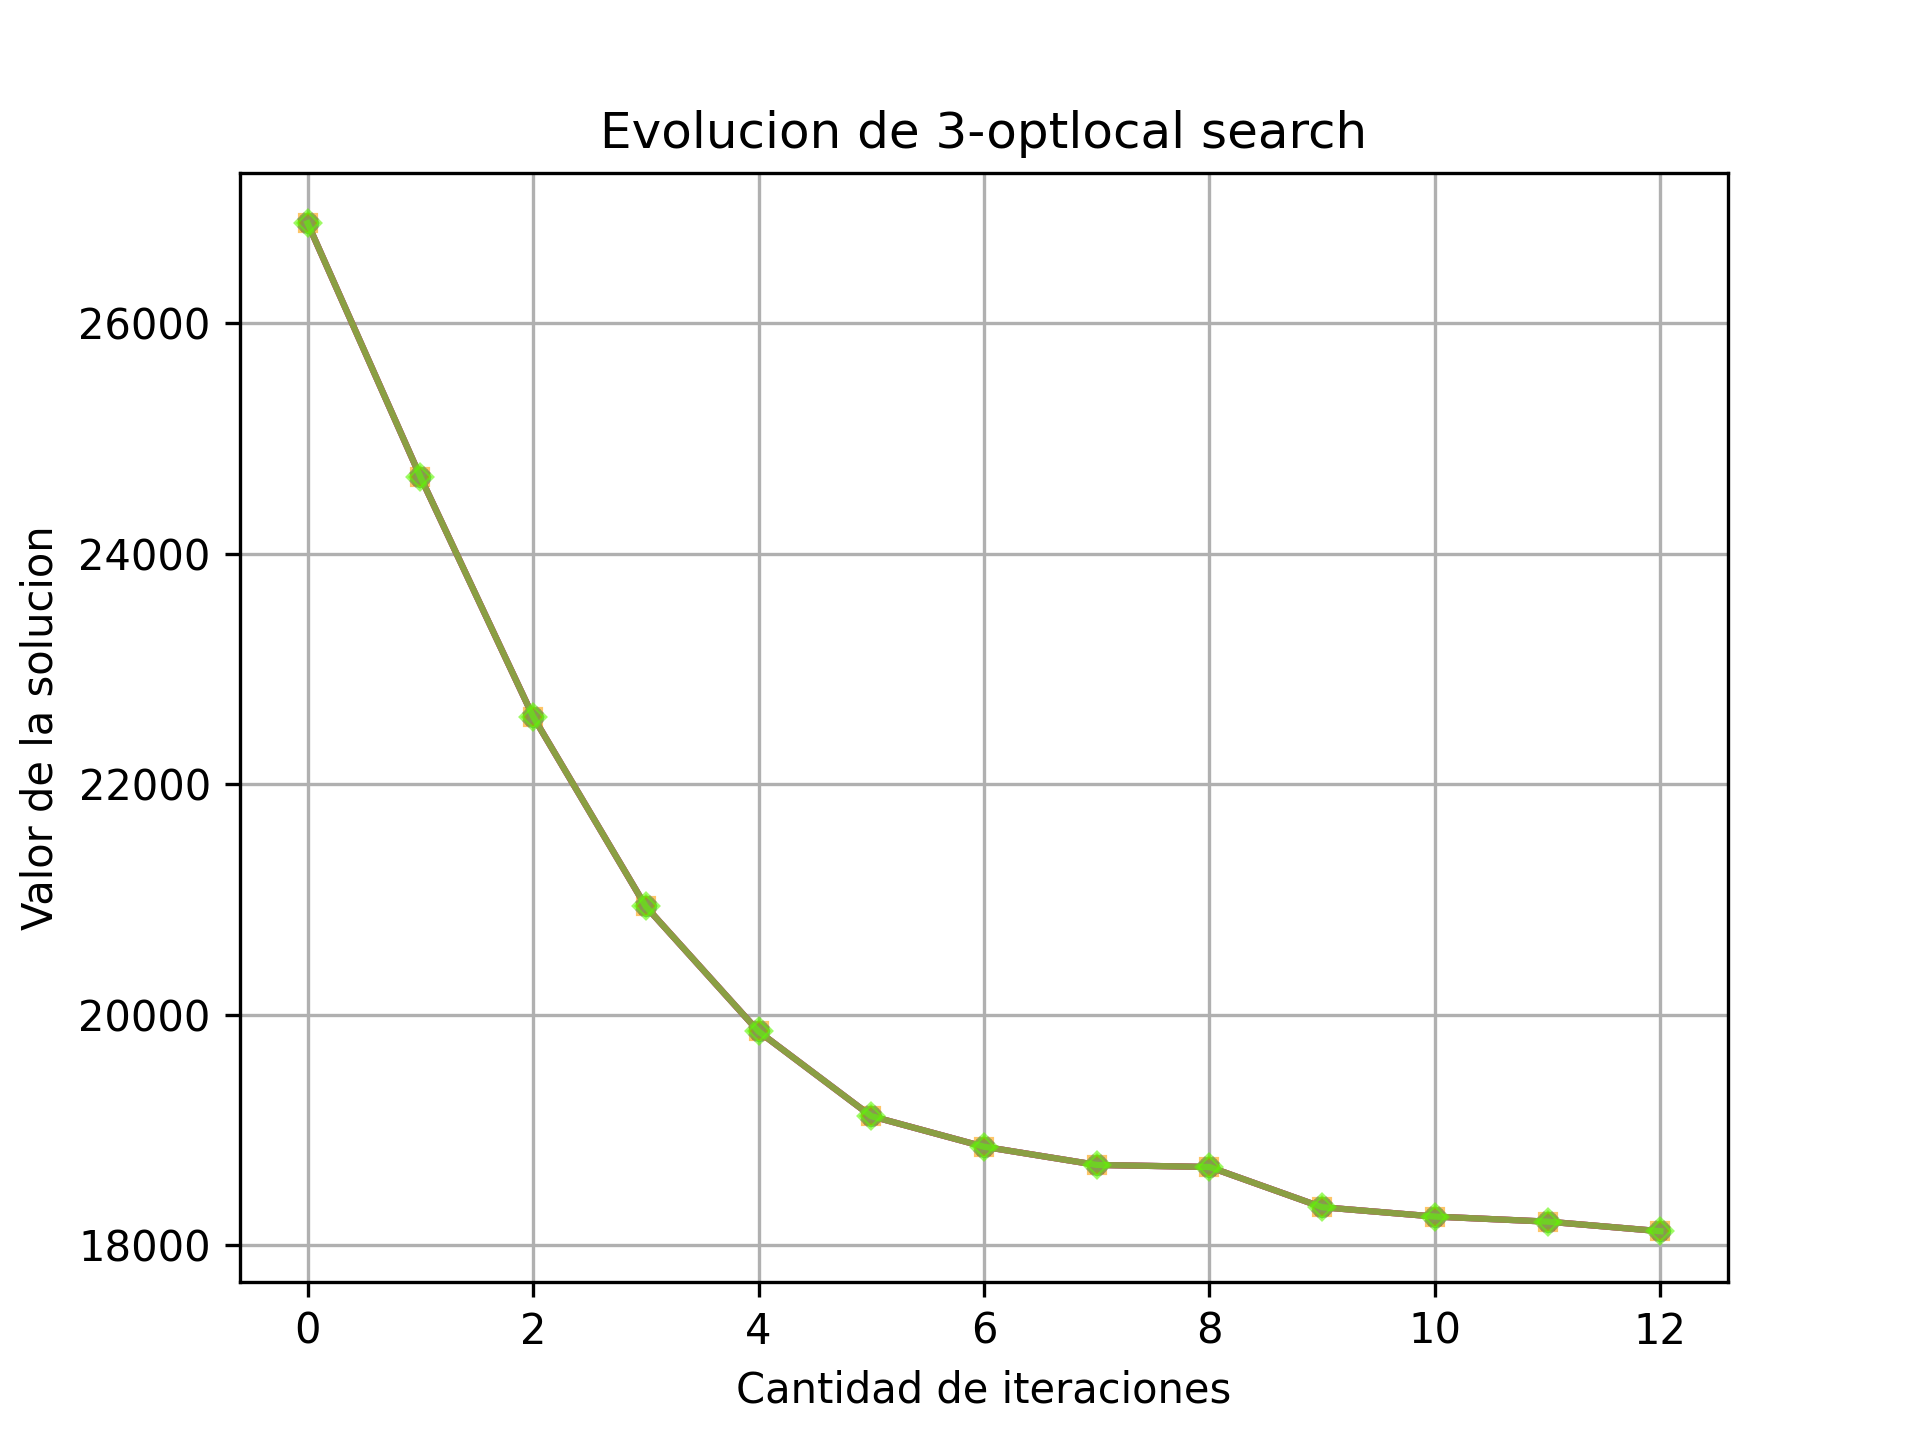 Evolucion de 3-optlocal search
Valor de la solucion
26000
24000
22000
20000
18000
0 2 4 6 8 10 12
Cantidad de iteraciones